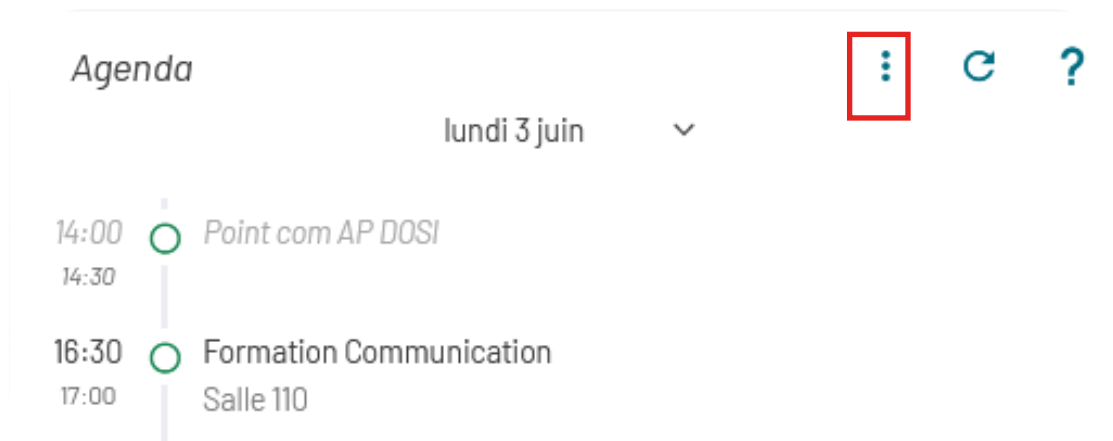 Agenda ?
lundi 3 juin
14:00 Point com AP DOSI
14:30
16:30 Formation Communication
17:00 Salle 110